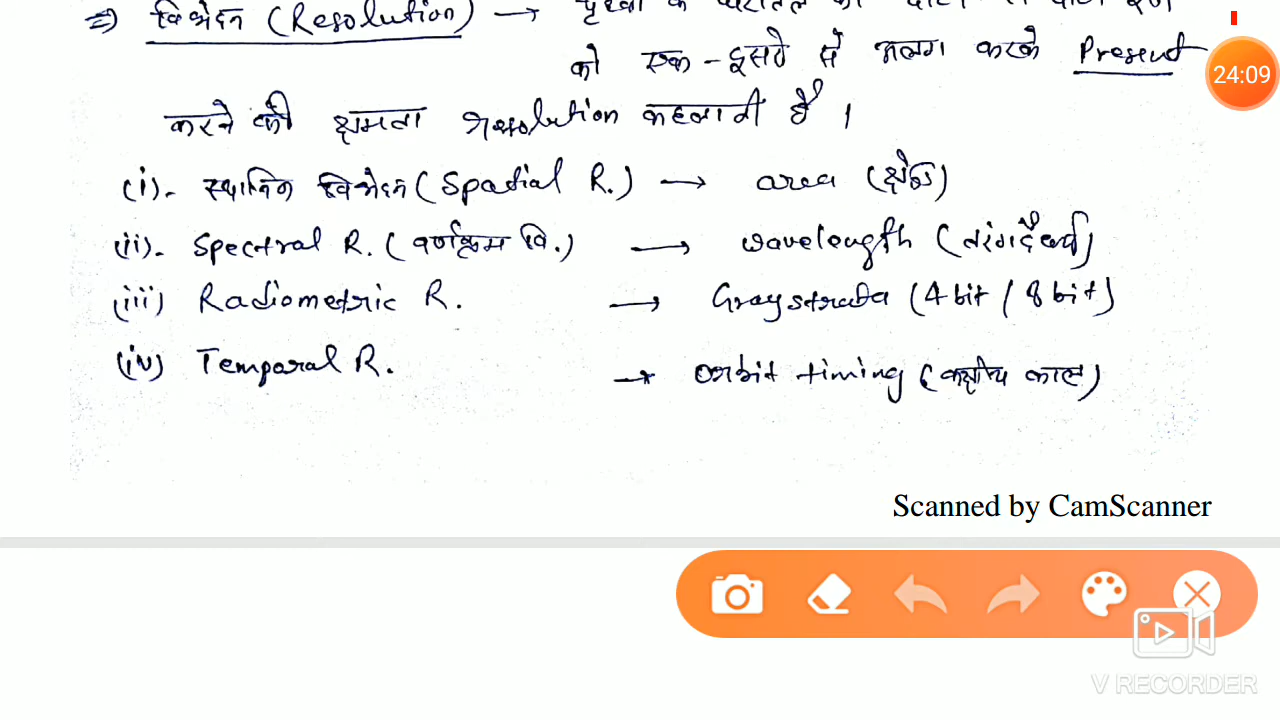 ⇒ विभेदन (Resolution) →
को एक-दूसरे से अलग करके Present
करने की क्षमता resolution कहलाती है।
(i)- स्थानिक विभेदन (Spatial R.) → area (क्षेत्र)
(ii)- Spectral R. (वर्णक्रम वि.) → wavelength (तरंगदैर्ध्य)
(iii) Radiometric R. → Graystrata (4 bit / 8 bit)
(iv) Temporal R. → orbit timing (कक्षीय काल)
24:09
Scanned by CamScanner
V RECORDER